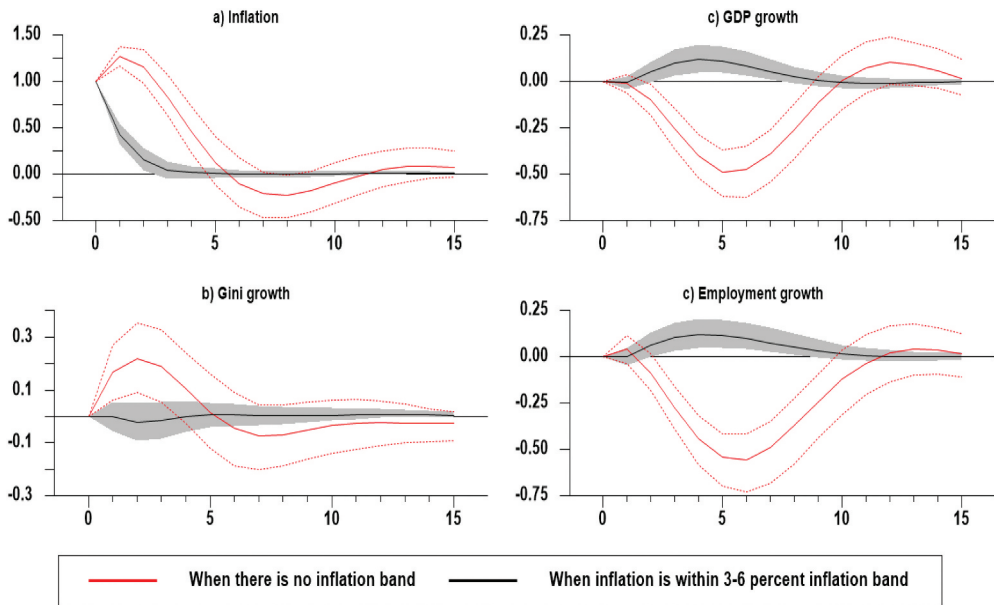 a) Inflation
1.50
1.00
0.50
0.00
-0.50
0 5 10 15
c) GDP growth
0.25
0.00
-0.25
-0.50
-0.75
0 5 10 15
b) Gini growth
0.3
0.1
-0.1
-0.3
0 5 10 15
c) Employment growth
0.25
0.00
-0.25
-0.50
-0.75
0 5 10 15
When there is no inflation band When inflation is within 3-6 percent inflation band